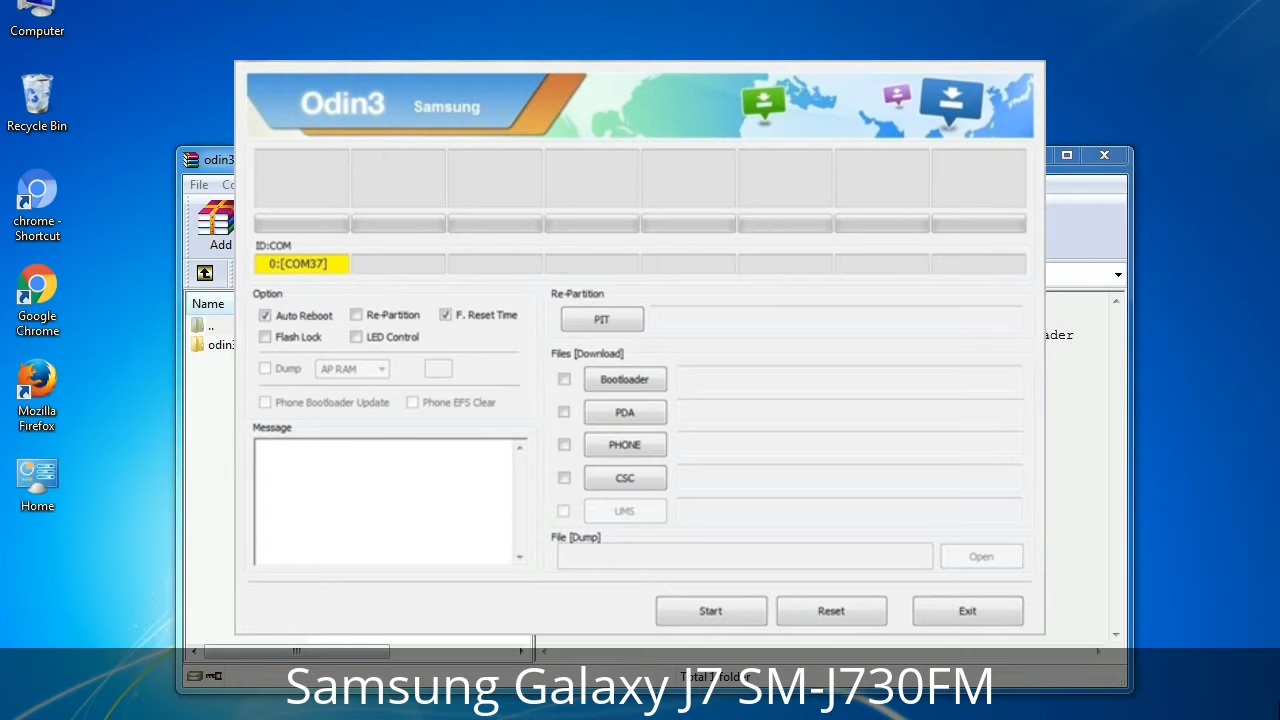 Computer
Recycle Bin
chrome -
Shortcut
Google
Chrome
Mozilla
Firefox
Home
odin3
File
Add
Name
..
odin3
Odin3 Samsung
ID:COM
0:[COM37]
Option
Auto Reboot
Re-Partition
F. Reset Time
Flash Lock
LED Control
Dump
AP RAM
Phone Bootloader Update
Phone EFS Clear
Message
Re-Partition
PIT
Files [Download]
Bootloader
PDA
PHONE
CSC
UMS
File [Dump]
Open
Start
Reset
Exit
Samsung Galaxy J7 SM-J730FM